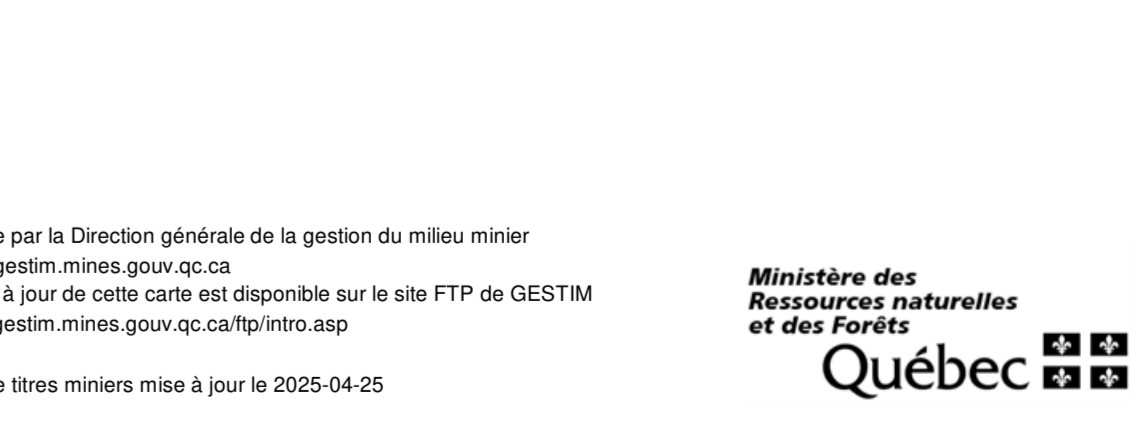 par la Direction générale de la gestion du milieu minier
gestim.mines.gouv.qc.ca
à jour de cette carte est disponible sur le site FTP de GESTIM
gestim.mines.gouv.qc.ca/ftp/intro.asp
titres miniers mise à jour le 2025-04-25
Ministère des
Ressources naturelles
et des Forêts
Québec